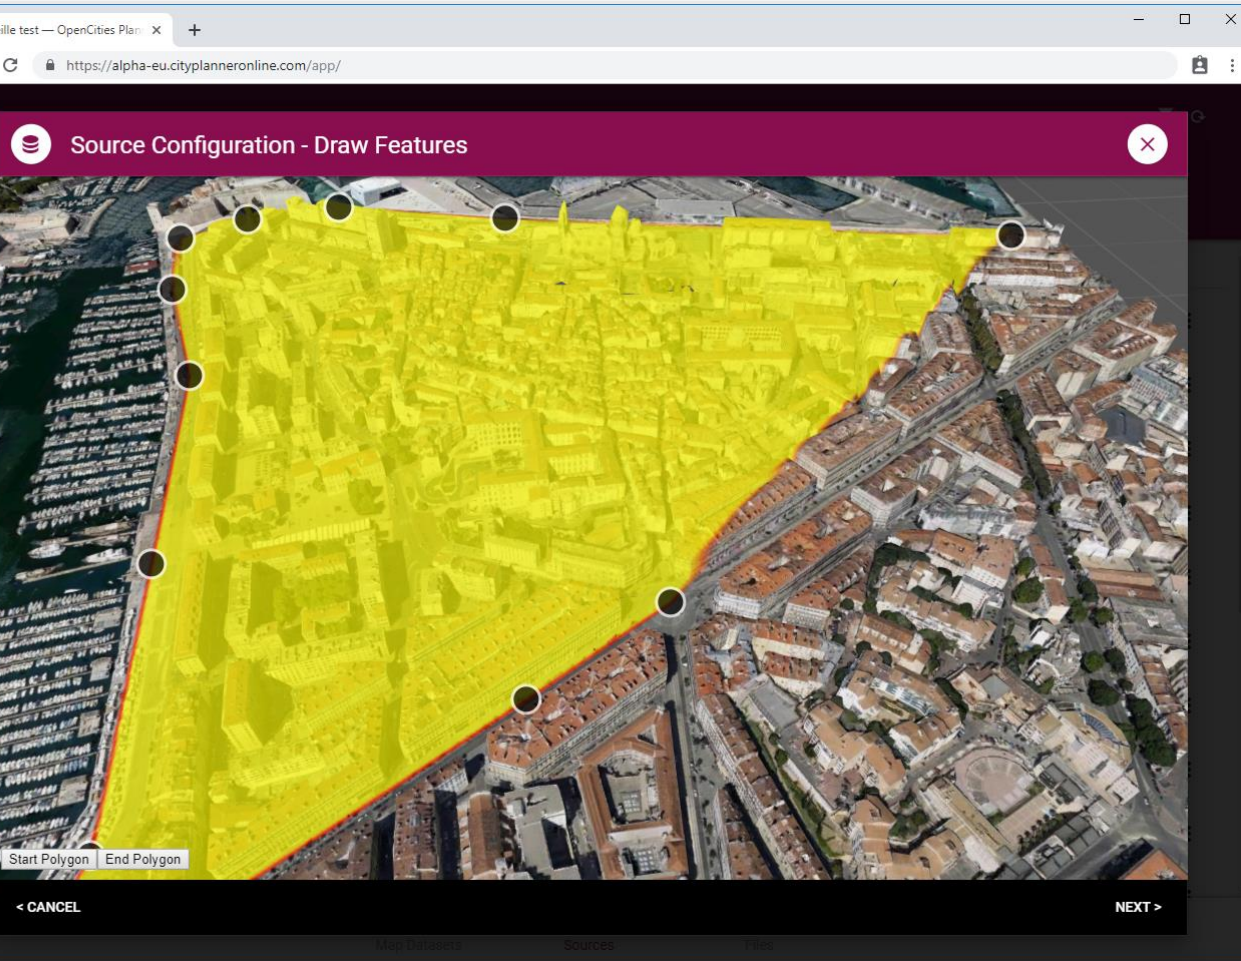 ille test — OpenCities Plan
https://alpha-eu.cityplanneronline.com/app/
Source Configuration - Draw Features
Start Polygon End Polygon
< CANCEL
NEXT >
Map Datasets Sources Files